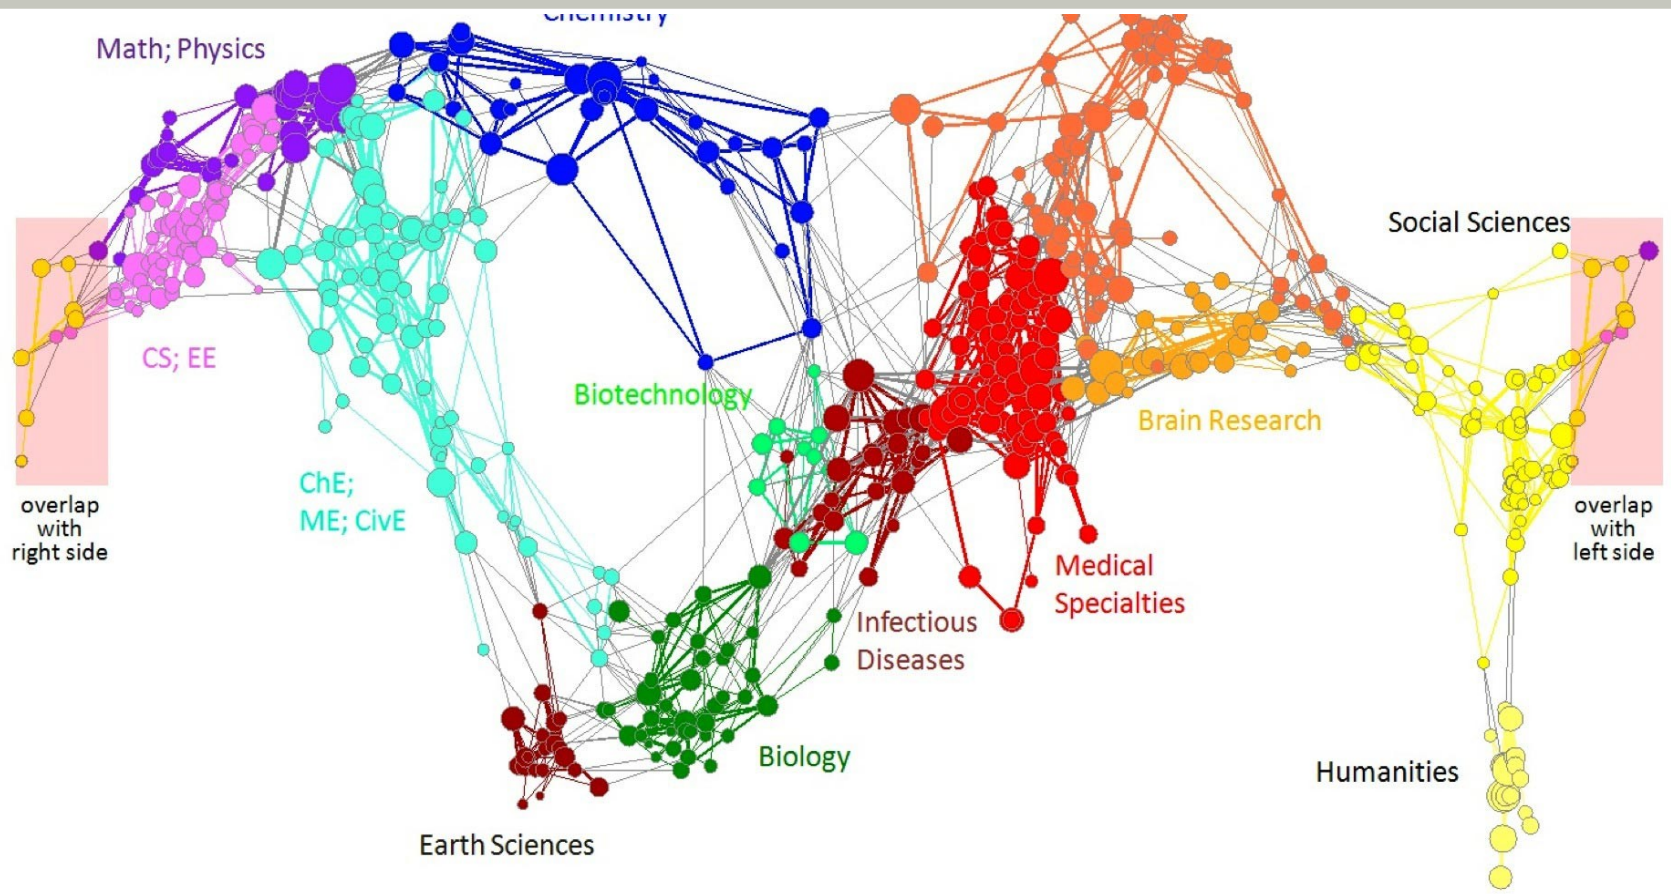 Chemistry
Math; Physics
Social Sciences
CS; EE
Biotechnology
Brain Research
ChE;
ME; CivE
overlap
with
right side
overlap
with
left side
Medical
Specialties
Infectious
Diseases
Biology
Humanities
Earth Sciences